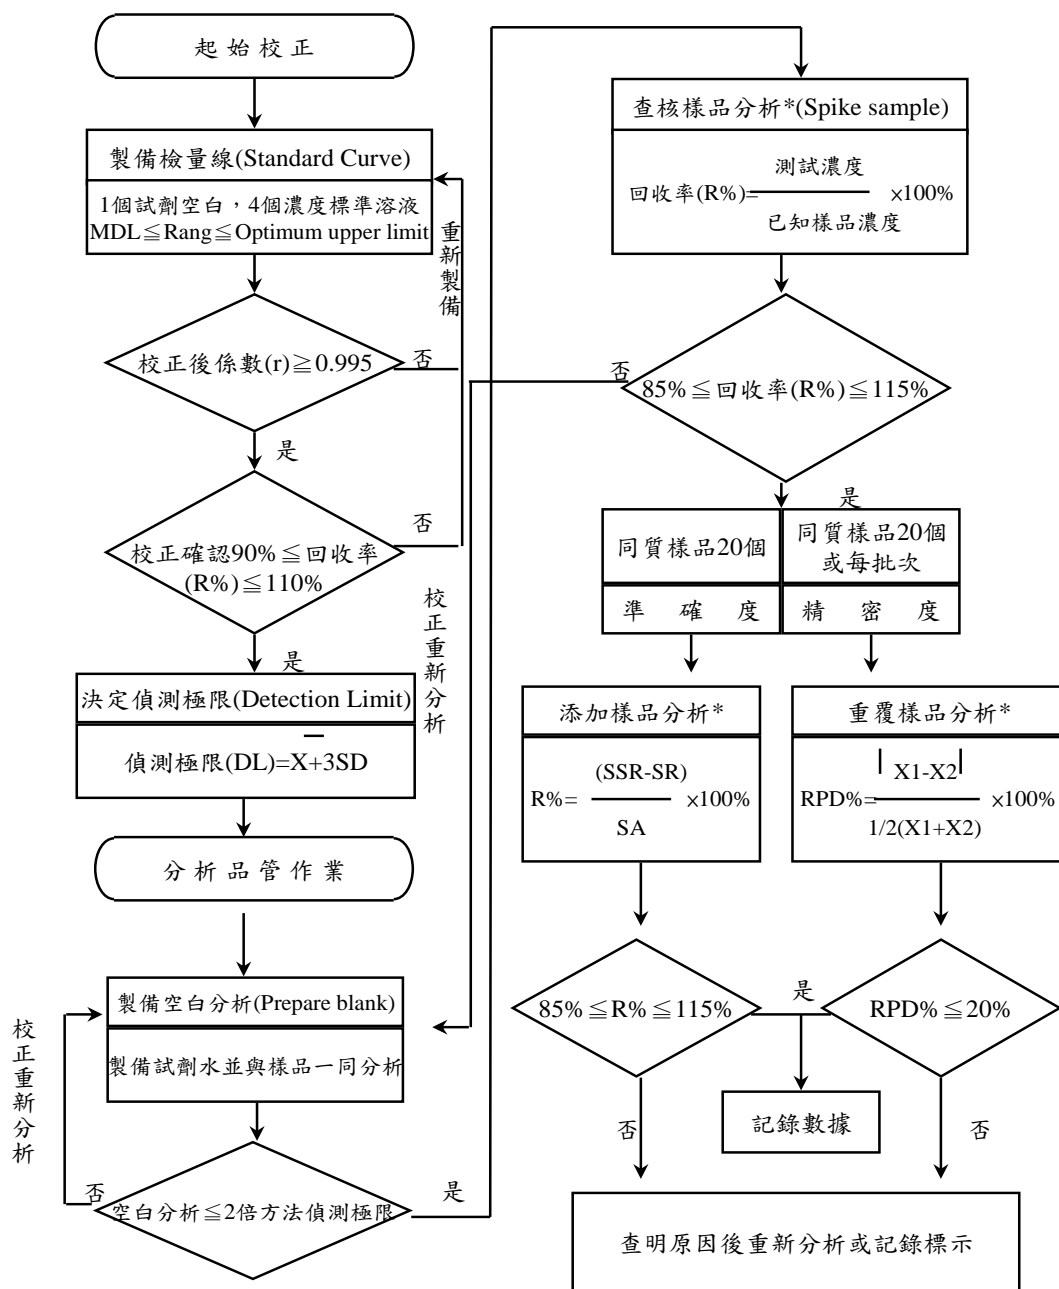 起 始 校 正
製備檢量線(Standard Curve)
1個試劑空白，4個濃度標準溶液
MDL≦Rang≦Optimum upper limit
重新製備
校正後係數(r)≧0.995
否
是
校正確認90%≦回收率
(R%)≦110%
否
是
校正重新分析
決定偵測極限(Detection Limit)
偵測極限(DL)=X+3SD
分 析 品 管 作 業
製備空白分析(Prepare blank)
製備試劑水並與樣品一同分析
校正重新分析
空白分析≦2倍方法偵測極限
否
是
查核樣品分析*(Spike sample)
測試濃度
回收率(R%)= ×100%
已知樣品濃度
否
85%≦回收率(R%)≦115%
是
同質樣品20個
同質樣品20個
或每批次
準 確 度
精 密 度
添加樣品分析*
(SSR-SR)
R%= ×100%
SA
重覆樣品分析*
| X1-X2|
RPD%= ×100%
1/2(X1+X2)
85%≦R%≦115%
是
RPD%≦20%
否
記錄數據
否
查明原因後重新分析或記錄標示